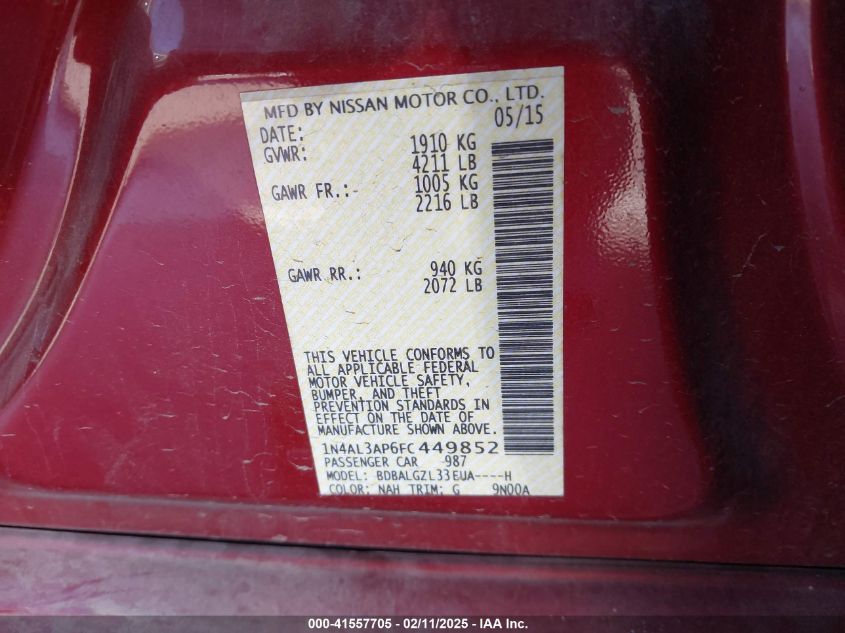 MFD BY NISSAN MOTOR CO., LTD.
DATE: 05/15
GVWR: 1910 KG
4211 LB
GAWR FR.:- 1005 KG
2216 LB
GAWR RR.: 940 KG
2072 LB
THIS VEHICLE CONFORMS TO
ALL APPLICABLE FEDERAL
MOTOR VEHICLE SAFETY,
BUMPER, AND THEFT
PREVENTION STANDARDS IN
EFFECT ON THE DATE OF
MANUFACTURE SHOWN ABOVE.
1N4AL3AP6FC449852
PASSENGER CAR -987
MODEL: BDBALGZL33EUA----H
COLOR: NAH TRIM: G 9N00A
000-41557705 - 02/11/2025 - IAA Inc.